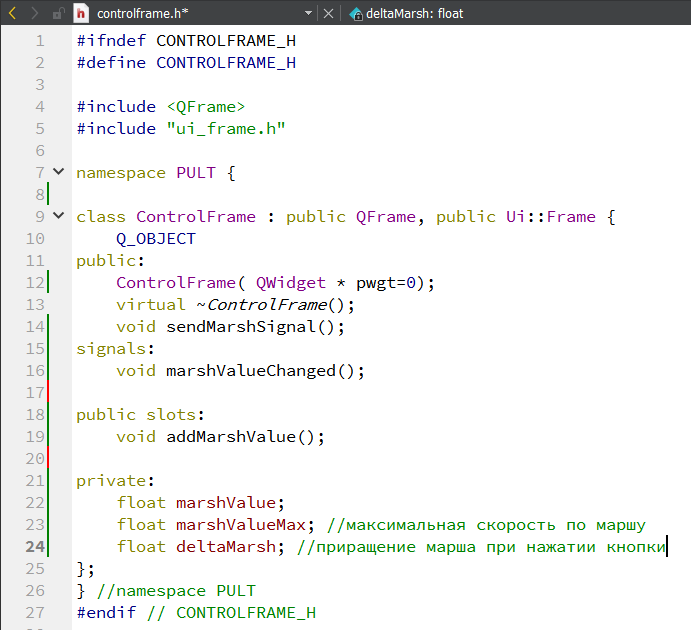 controlframe.h* deltaMarsh: float
1 #ifndef CONTROLFRAME_H
2 #define CONTROLFRAME_H
3
4 #include <QFrame>
5 #include "ui_frame.h"
6
7 namespace PULT {
8
9 class ControlFrame : public QFrame, public Ui::Frame {
10     Q_OBJECT
11 public:
12     ControlFrame( QWidget * pwgt=0);
13     virtual ~ControlFrame();
14     void sendMarshSignal();
15 signals:
16     void marshValueChanged();
17
18 public slots:
19     void addMarshValue();
20
21 private:
22     float marshValue;
23     float marshValueMax; //максимальная скорость по маршу
24     float deltaMarsh; //приращение марша при нажатии кнопки
25 };
26 } //namespace PULT
27 #endif // CONTROLFRAME_H